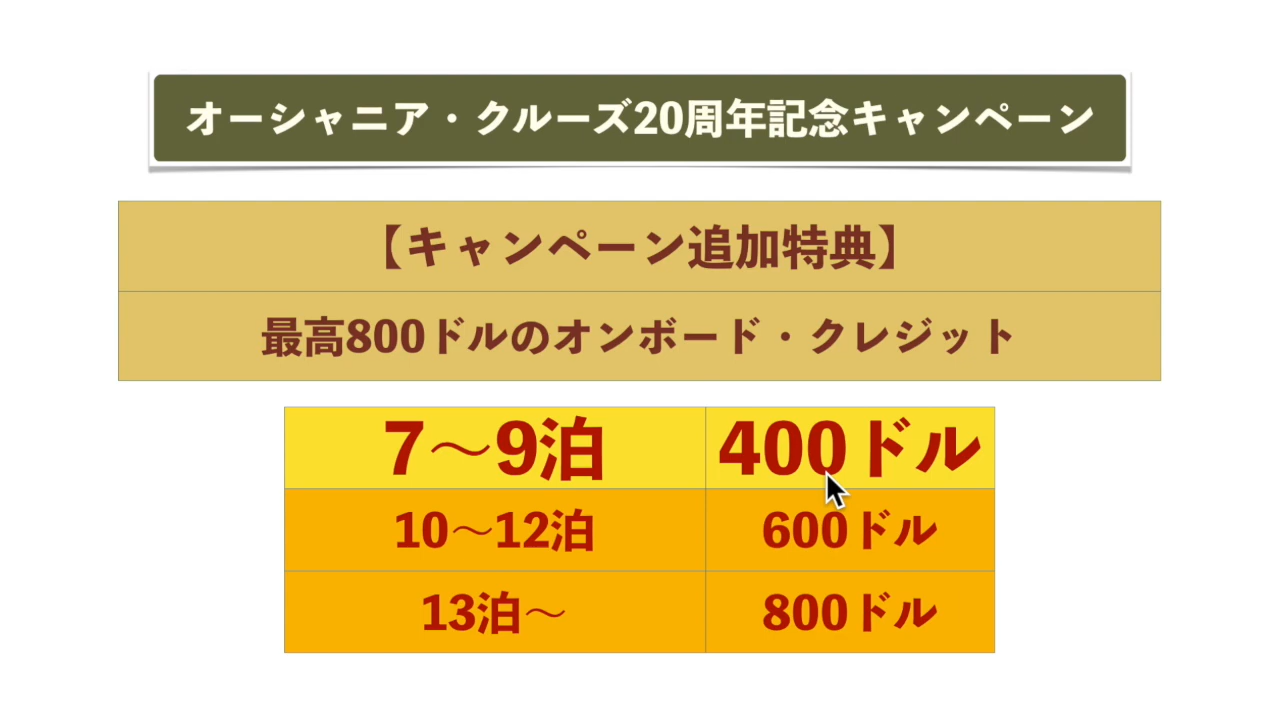 オーシャニア・クルーズ20周年記念キャンペーン
【キャンペーン追加特典】
最高800ドルのオンボード・クレジット
7〜9泊 400ドル
10〜12泊 600ドル
13泊〜 800ドル